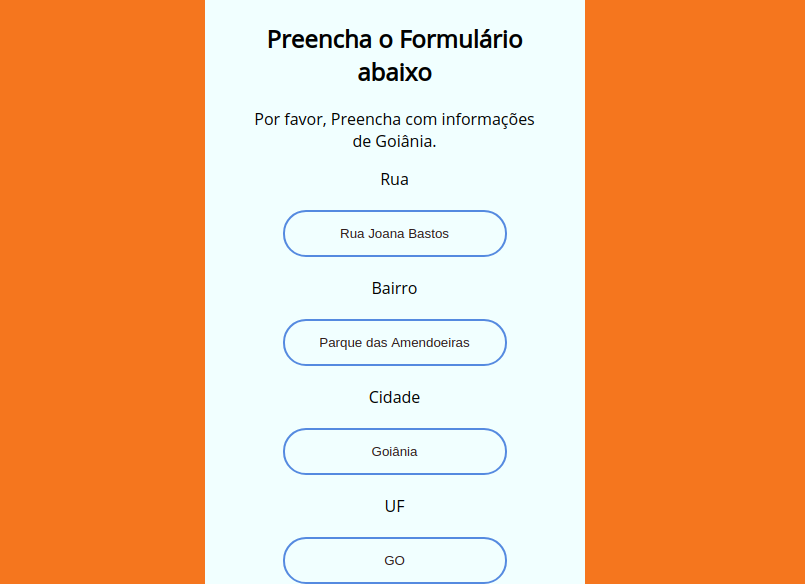 Preencha o Formulário
abaixo
Por favor, Preencha com informações
de Goiânia.
Rua
Rua Joana Bastos
Bairro
Parque das Amendoeiras
Cidade
Goiânia
UF
GO